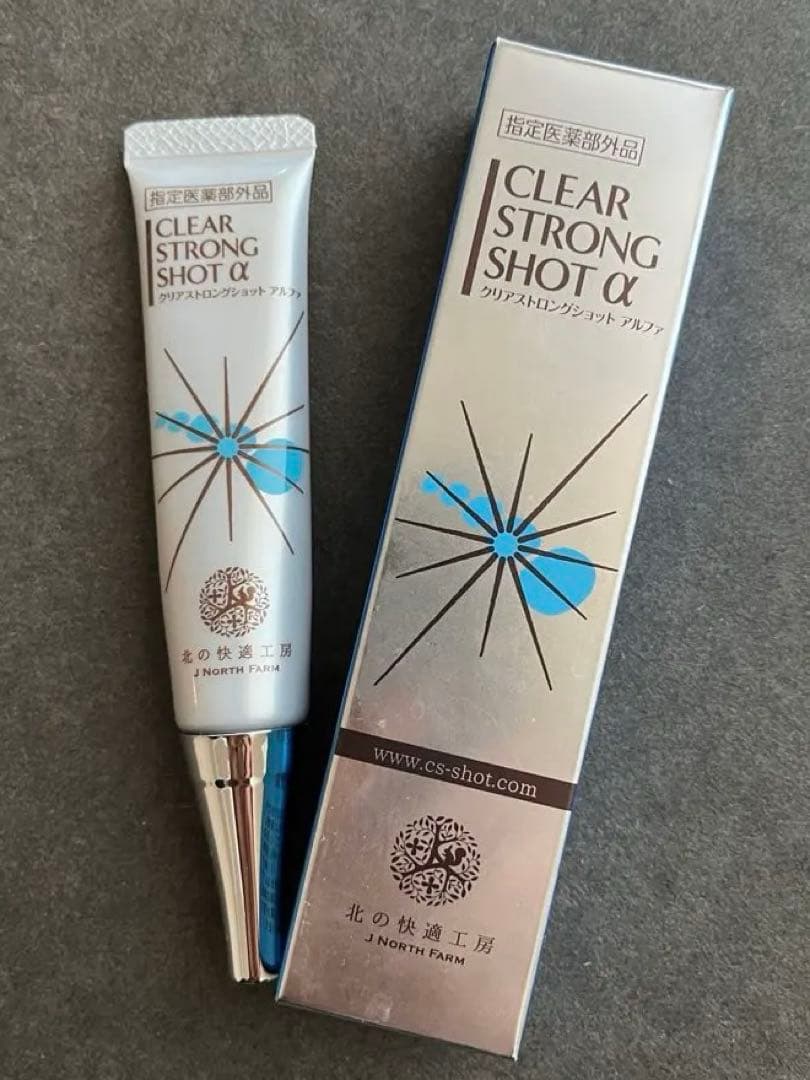 指定医薬部外品
CLEAR
STRONG
SHOT α
クリアストロングショット アルファ
北の快適工房
J NORTH FARM
指定医薬部外品
CLEAR
STRONG
SHOT α
クリアストロングショット アルファ
www.cs-shot.com
北の快適工房
J NORTH FARM